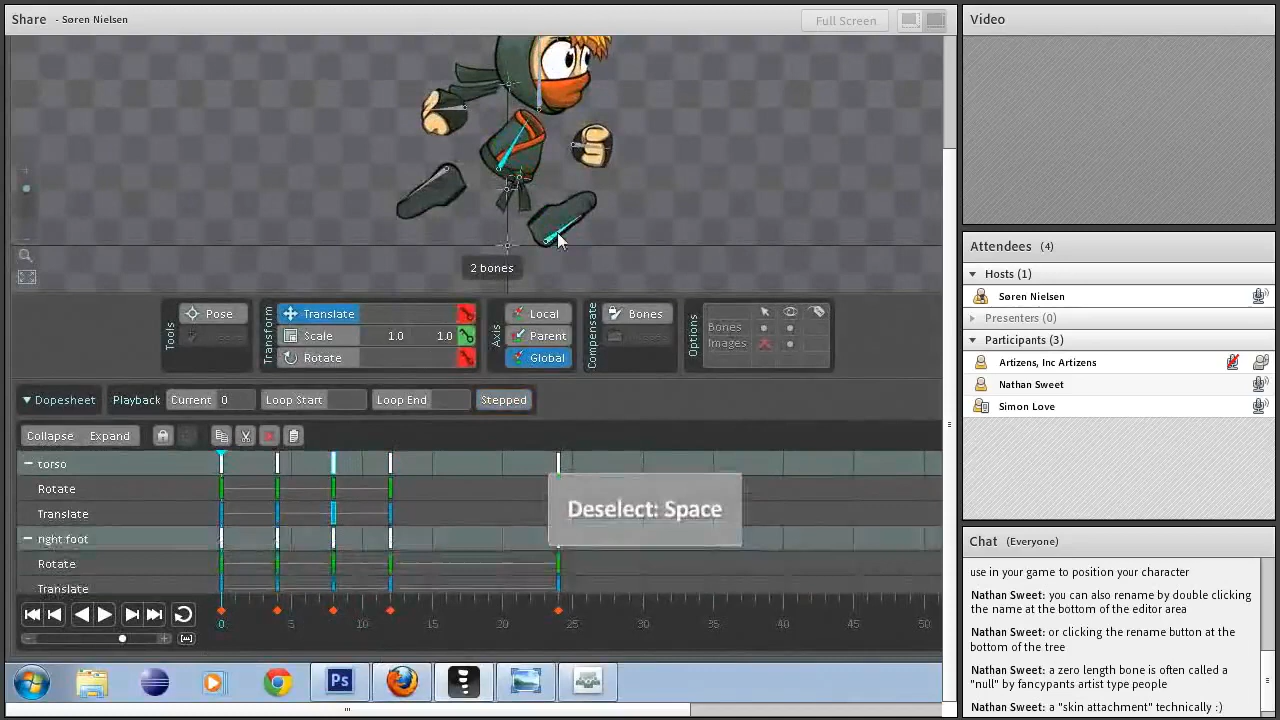 Share - Søren Nielsen
Full Screen
Video
Attendees (4)
Hosts (1)
Søren Nielsen
Presenters (0)
Participants (3)
Artizens, Inc Artizens
Nathan Sweet
Simon Love
2 bones
Tools
Pose
Transform
Translate
Scale 1.0 1.0
Rotate
Axis
Local
Parent
Global
Compensate
Bones
Options
Bones
Images
Dopesheet
Playback
Current 0
Loop Start
Loop End
Stepped
Collapse Expand
torso
Rotate
Translate
right foot
Rotate
Translate
Deselect: Space
0 5 10 15 20 25 30 35 40 45 50
Chat (Everyone)
use in your game to position your character
Nathan Sweet: you can also rename by double clicking
the name at the bottom of the editor area
Nathan Sweet: or clicking the rename button at the
bottom of the tree
Nathan Sweet: a zero length bone is often called a
"null" by fancypants artist type people
Nathan Sweet: a "skin attachment" technically :)
Ps